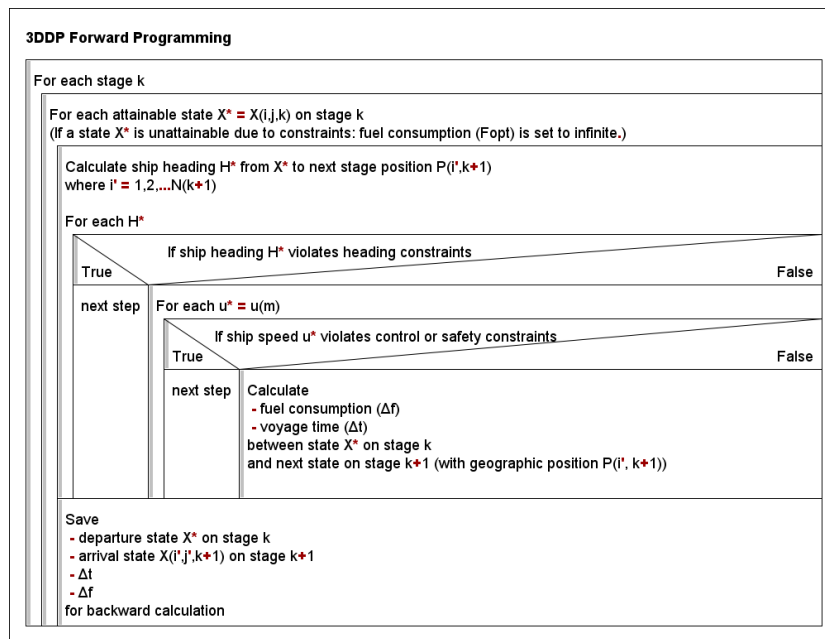 3DDP Forward Programming
For each stage k
For each attainable state X* = X(i,j,k) on stage k
(If a state X* is unattainable due to constraints: fuel consumption (Fopt) is set to infinite.)
Calculate ship heading H* from X* to next stage position P(i',k+1)
where i' = 1,2,...N(k+1)
For each H*
If ship heading H* violates heading constraints
True
False
next step
For each u* = u(m)
If ship speed u* violates control or safety constraints
True
False
next step
Calculate
- fuel consumption (Δf)
- voyage time (Δt)
between state X* on stage k
and next state on stage k+1 (with geographic position P(i', k+1))
Save
- departure state X* on stage k
- arrival state X(i',j',k+1) on stage k+1
- Δt
- Δf
for backward calculation